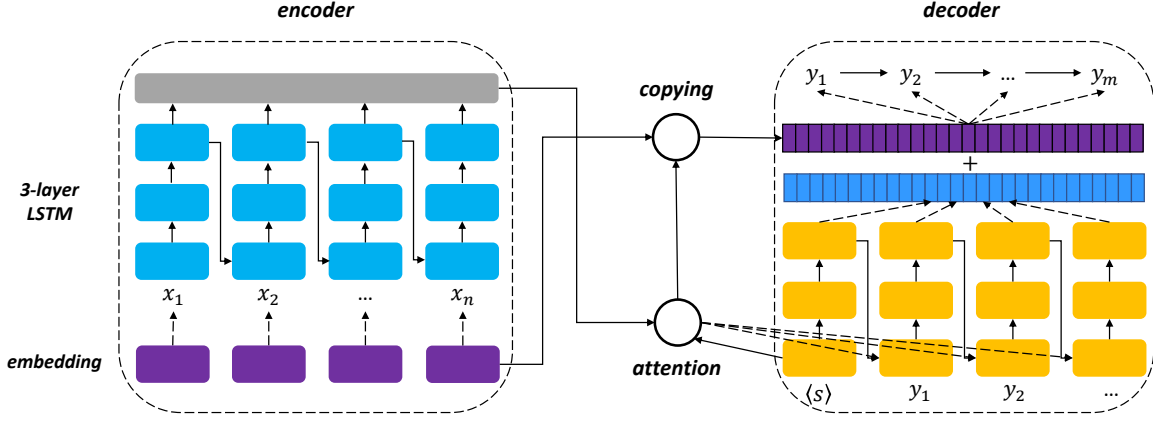 encoder
decoder
y₁ y₂ ... yₘ
copying
+
3-layer
LSTM
x₁ x₂ ... xₙ
embedding
attention
⟨s⟩ y₁ y₂ ...